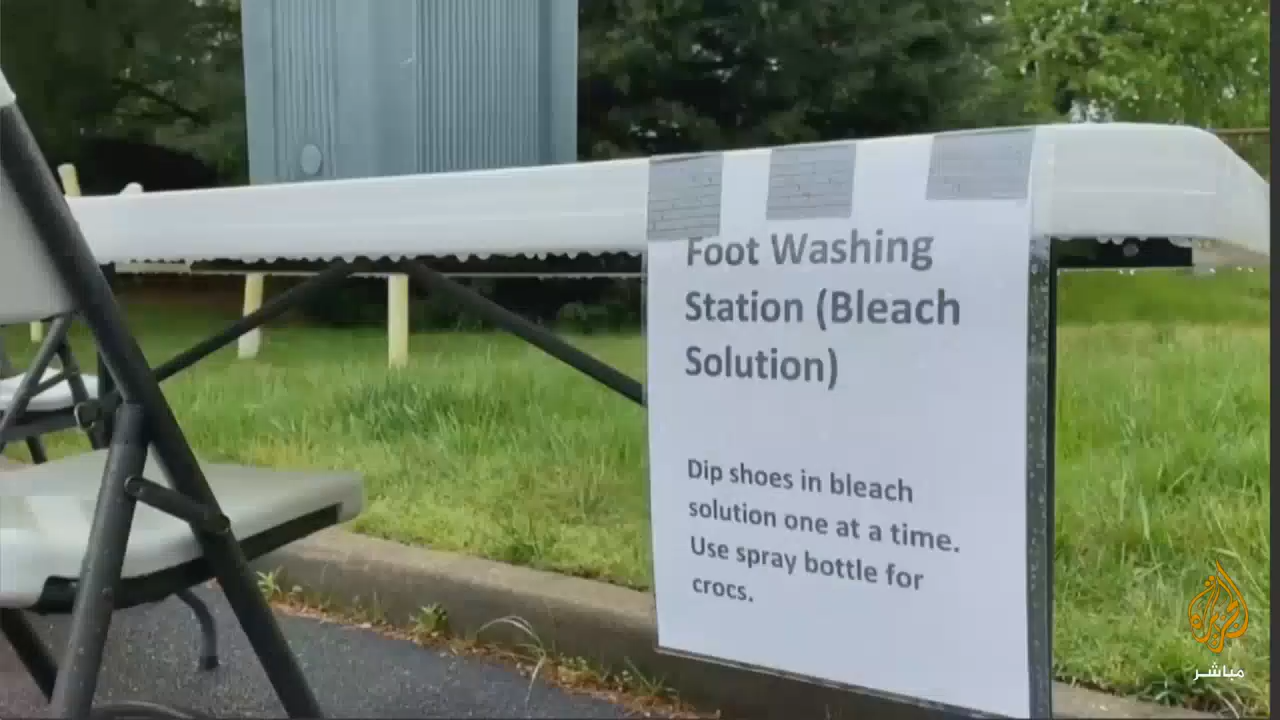 Foot Washing
Station (Bleach
Solution)
Dip shoes in bleach
solution one at a time.
Use spray bottle for
crocs.
الجزيرة
مباشر